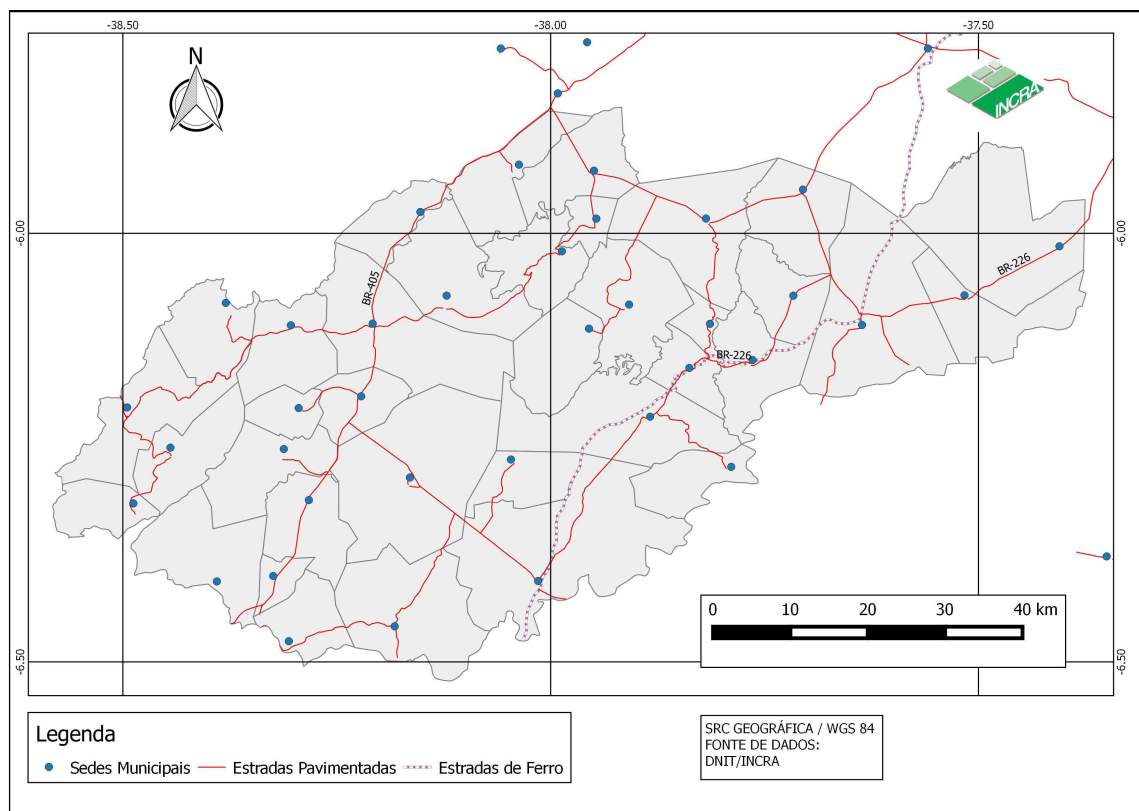 -38.50
-38.00
-37.50
N
INCRA
-6.00
-6.00
BR-405
BR-226
BR-226
0 10 20 30 40 km
-6.50
-6.50
Legenda
Sedes Municipais Estradas Pavimentadas Estradas de Ferro
SRC GEOGRÁFICA / WGS 84
FONTE DE DADOS:
DNIT/INCRA